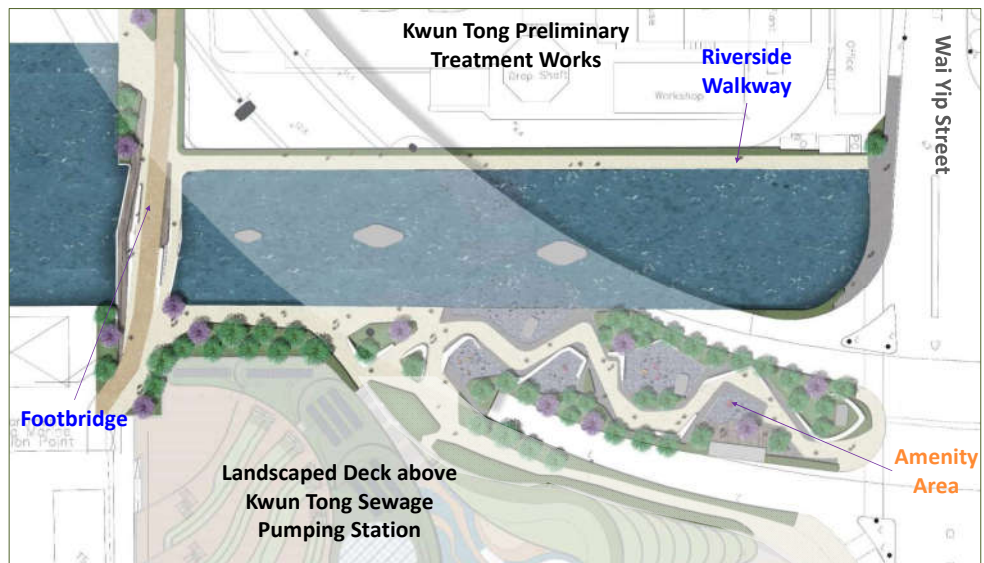 Kwun Tong Preliminary
Treatment Works
Riverside
Walkway
Wai Yip Street
Drop Shaft
Workshop
Office
Footbridge
Landscaped Deck above
Kwun Tong Sewage
Pumping Station
Amenity
Area